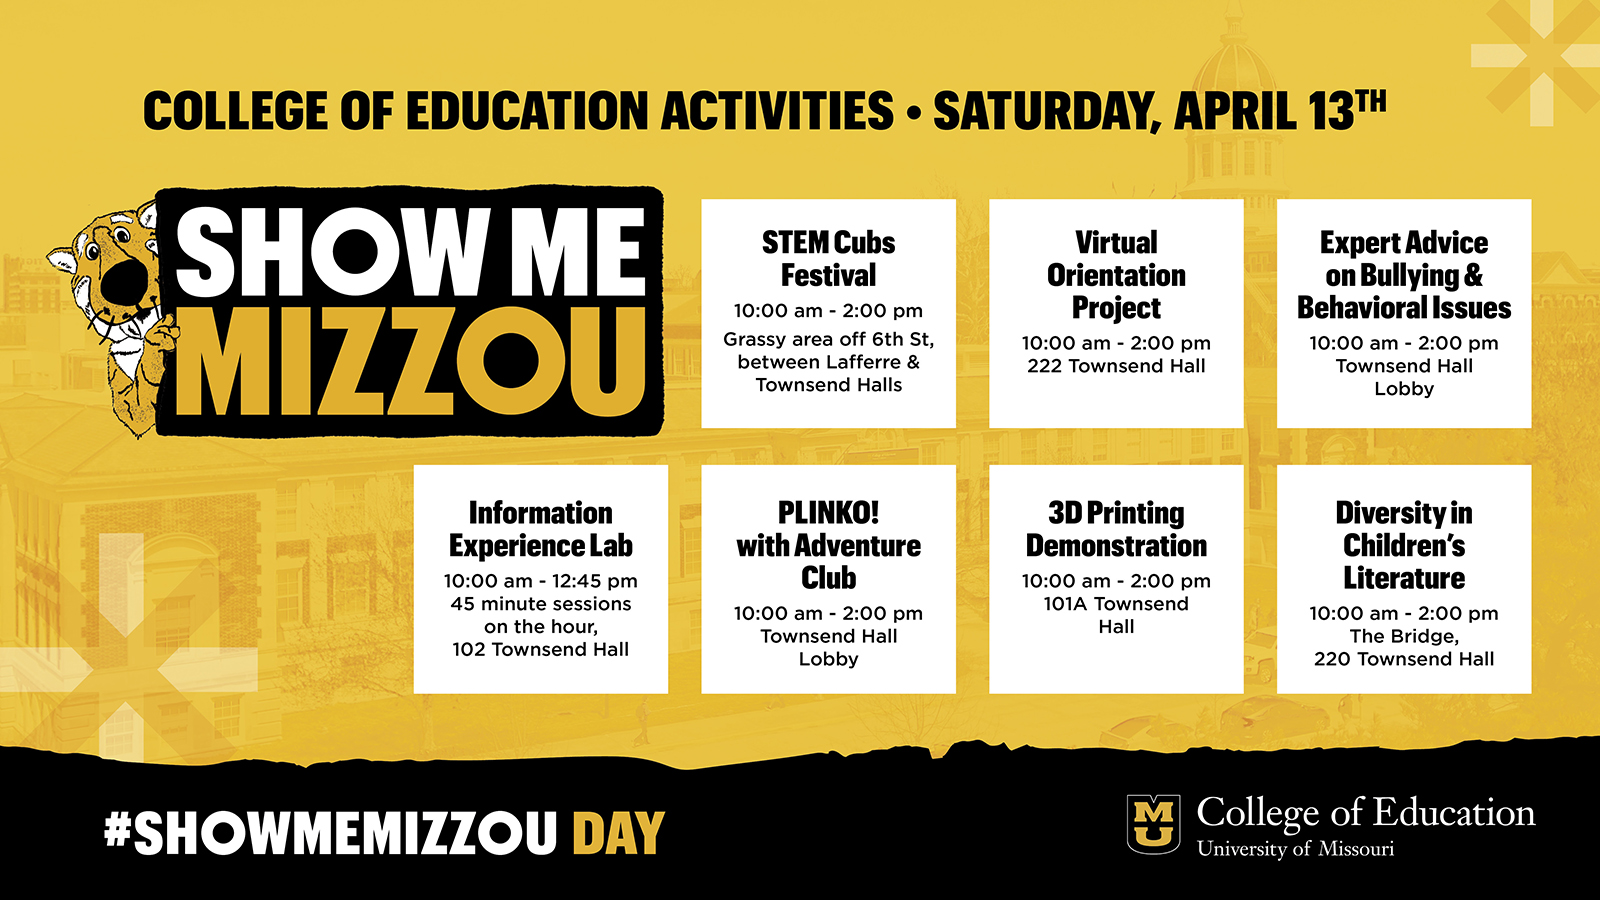 COLLEGE OF EDUCATION ACTIVITIES • SATURDAY, APRIL 13TH
SHOW ME
MIZZOU
STEM Cubs
Festival
10:00 am - 2:00 pm
Grassy area off 6th St,
between Lafferre &
Townsend Halls
Virtual
Orientation
Project
10:00 am - 2:00 pm
222 Townsend Hall
Expert Advice
on Bullying &
Behavioral Issues
10:00 am - 2:00 pm
Townsend Hall
Lobby
Information
Experience Lab
10:00 am - 12:45 pm
45 minute sessions
on the hour,
102 Townsend Hall
PLINKO!
with Adventure
Club
10:00 am - 2:00 pm
Townsend Hall
Lobby
3D Printing
Demonstration
10:00 am - 2:00 pm
101A Townsend
Hall
Diversity in
Children's
Literature
10:00 am - 2:00 pm
The Bridge,
220 Townsend Hall
#SHOWMEMIZZOU DAY
MU
College of Education
University of Missouri